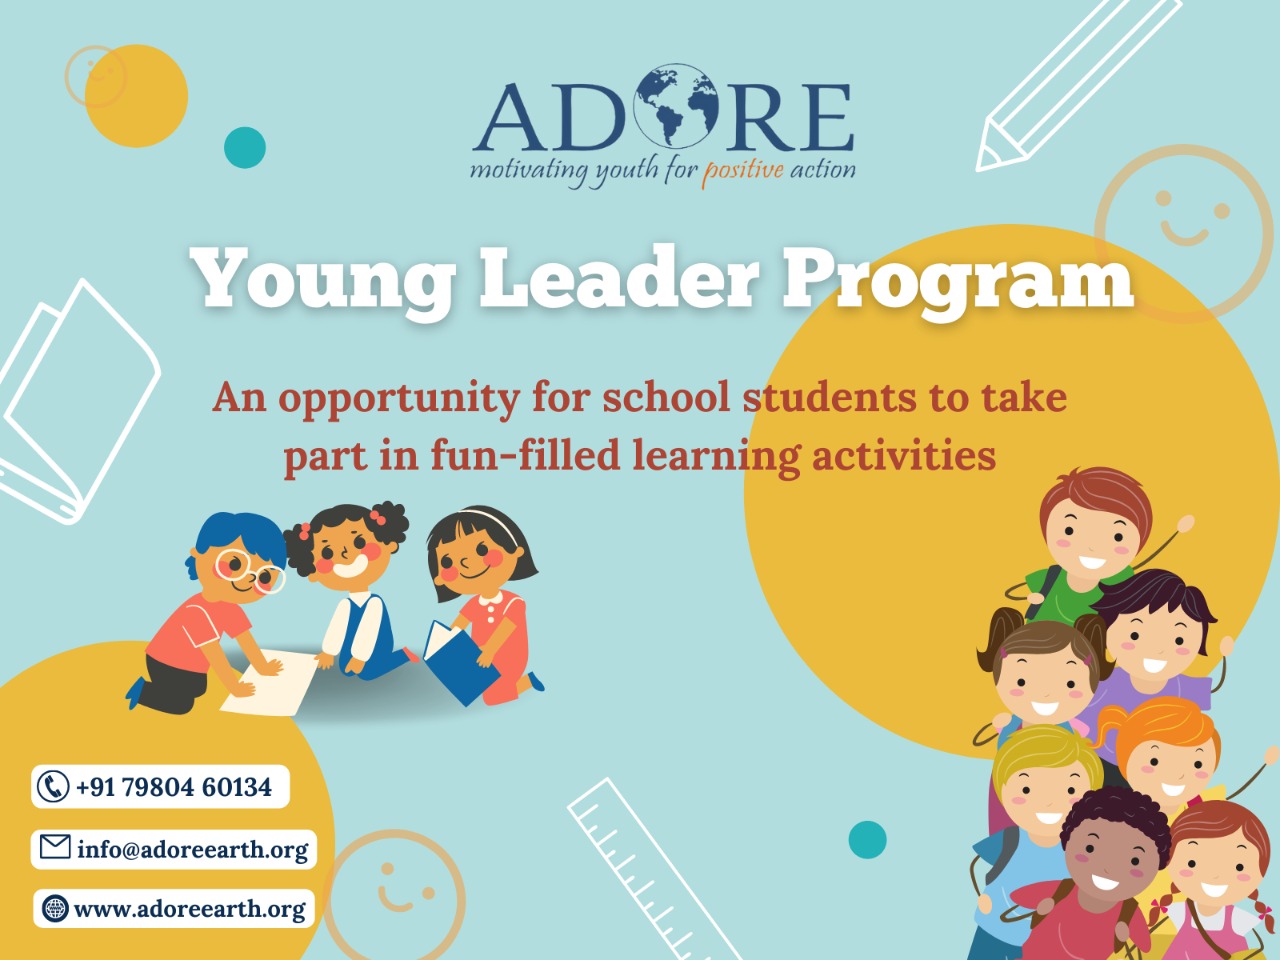 ADORE
motivating youth for positive action
Young Leader Program
An opportunity for school students to take
part in fun-filled learning activities
+91 79804 60134
info@adoreearth.org
www.adoreearth.org